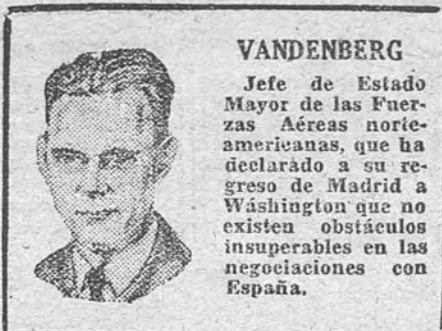 VANDENBERG
Jefe de Estado
Mayor de las Fuer-
zas Aéreas norte-
americanas, que ha
declarado a su re-
greso de Madrid a
Wáshington que no
existen obstáculos
insuperables en las
negociaciones con
España.